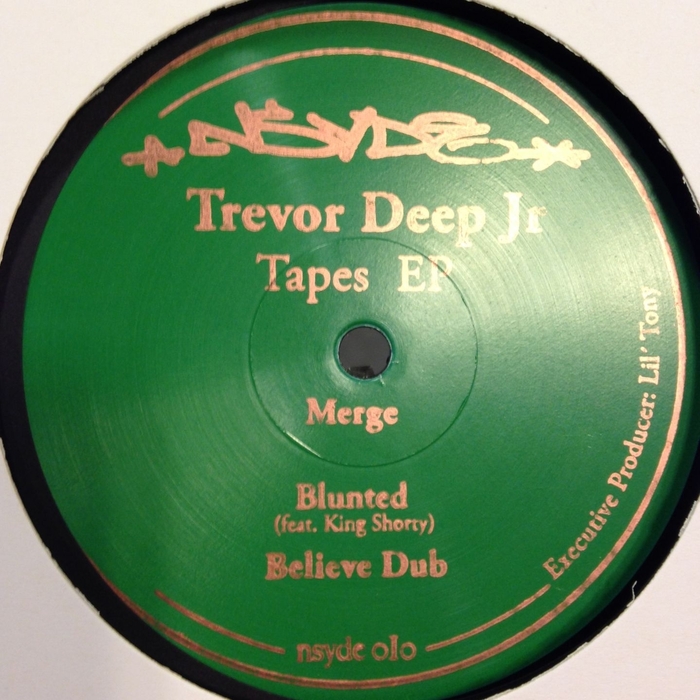 NSYDE
Trevor Deep Jr
Tapes EP
Merge
Blunted
(feat. King Shorty)
Believe Dub
Executive Producer: Lil' Tony
nsyde 010